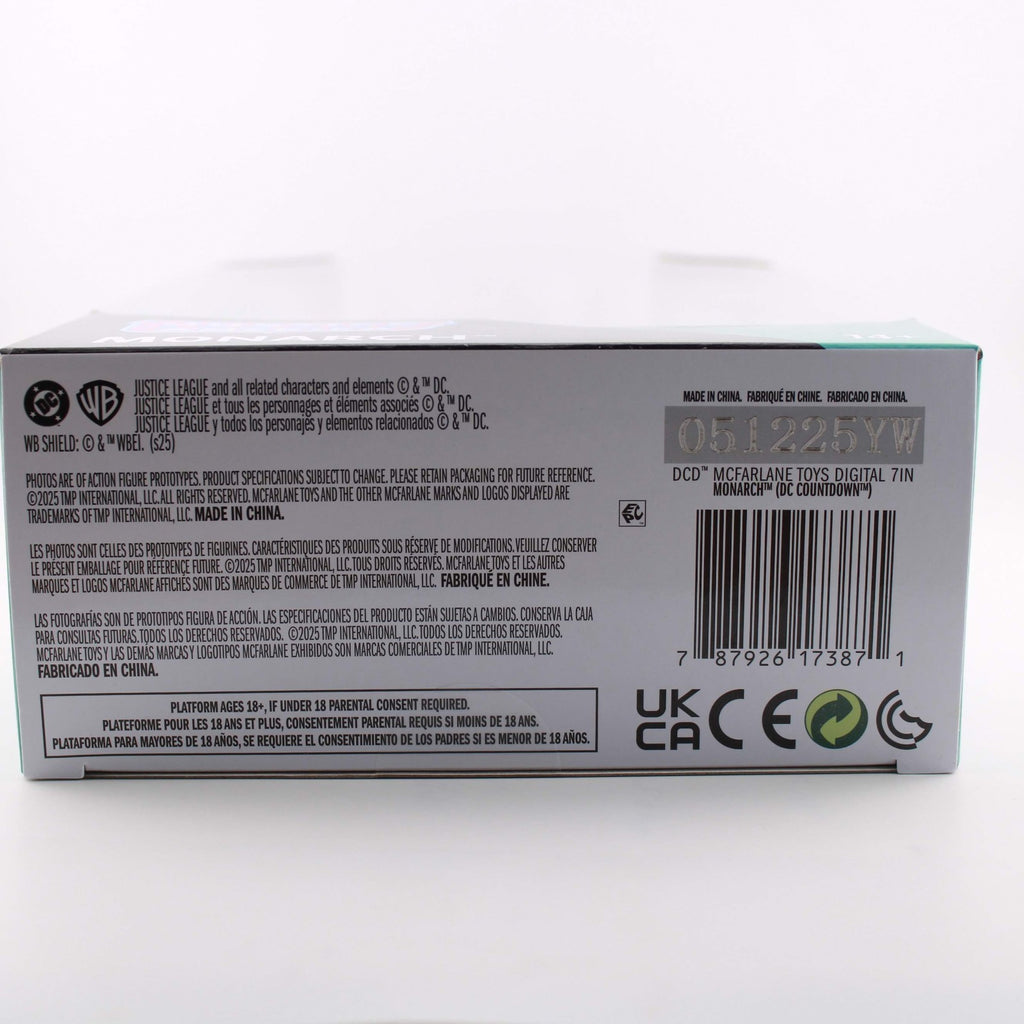 MONARCH
14+
DC
WB
JUSTICE LEAGUE and all related characters and elements © & ™ DC.
JUSTICE LEAGUE et tous les personnages et éléments associés © & ™ DC.
JUSTICE LEAGUE y todos los personajes y elementos relacionados © & ™ DC.
WB SHIELD: © & ™ WBEI. (s25)
PHOTOS ARE OF ACTION FIGURE PROTOTYPES. PRODUCT SPECIFICATIONS SUBJECT TO CHANGE. PLEASE RETAIN PACKAGING FOR FUTURE REFERENCE.
©2025 TMP INTERNATIONAL, LLC. ALL RIGHTS RESERVED. MCFARLANE TOYS AND THE OTHER MCFARLANE MARKS AND LOGOS DISPLAYED ARE
TRADEMARKS OF TMP INTERNATIONAL, LLC. MADE IN CHINA.
LES PHOTOS SONT CELLES DES PROTOTYPES DE FIGURINES. CARACTÉRISTIQUES DES PRODUITS SOUS RÉSERVE DE MODIFICATIONS. VEUILLEZ CONSERVER
LE PRÉSENT EMBALLAGE POUR RÉFÉRENCE FUTURE. ©2025 TMP INTERNATIONAL, LLC. TOUS DROITS RÉSERVÉS. MCFARLANE TOYS ET LES AUTRES
MARQUES ET LOGOS MCFARLANE AFFICHÉS SONT DES MARQUES DE COMMERCE DE TMP INTERNATIONAL, LLC. FABRIQUÉ EN CHINE.
LAS FOTOGRAFÍAS SON DE PROTOTIPOS FIGURA DE ACCIÓN. LAS ESPECIFICACIONES DEL PRODUCTO ESTÁN SUJETAS A CAMBIOS. CONSERVA LA CAJA
PARA CONSULTAS FUTURAS. TODOS LOS DERECHOS RESERVADOS. ©2025 TMP INTERNATIONAL, LLC. TODOS LOS DERECHOS RESERVADOS.
MCFARLANE TOYS Y LAS DEMÁS MARCAS Y LOGOTIPOS MCFARLANE EXHIBIDOS SON MARCAS COMERCIALES DE TMP INTERNATIONAL, LLC.
FABRICADO EN CHINA.
PLATFORM AGES 18+, IF UNDER 18 PARENTAL CONSENT REQUIRED.
PLATEFORME POUR LES 18 ANS ET PLUS, CONSENTEMENT PARENTAL REQUIS SI MOINS DE 18 ANS.
PLATAFORMA PARA MAYORES DE 18 AÑOS, SE REQUIERE EL CONSENTIMIENTO DE LOS PADRES SI ES MENOR DE 18 AÑOS.
MADE IN CHINA. FABRIQUÉ EN CHINE. FABRICADO EN CHINA.
051225YW
DCD™ MCFARLANE TOYS DIGITAL 7IN
MONARCH™ (DC COUNTDOWN™)
EPC
7 87926 17387 1
UK
CA
CE